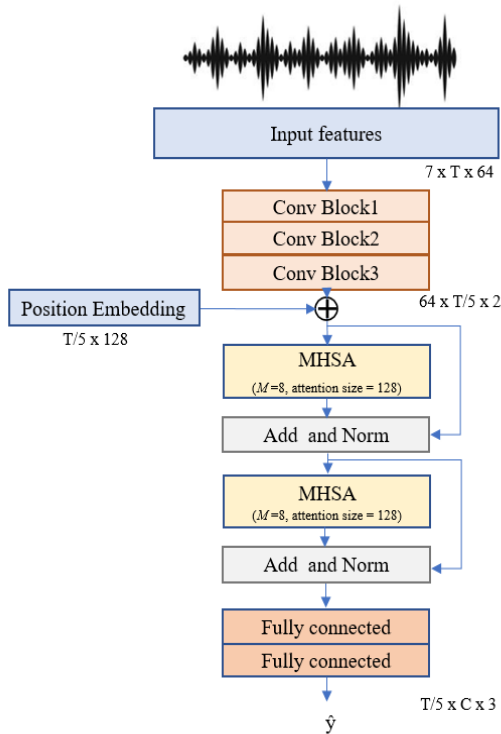 Input features
7 x T x 64
Conv Block1
Conv Block2
Conv Block3
64 x T/5 x 2
Position Embedding
T/5 x 128
MHSA
(M=8, attention size = 128)
Add and Norm
MHSA
(M=8, attention size = 128)
Add and Norm
Fully connected
Fully connected
T/5 x C x 3
ŷ